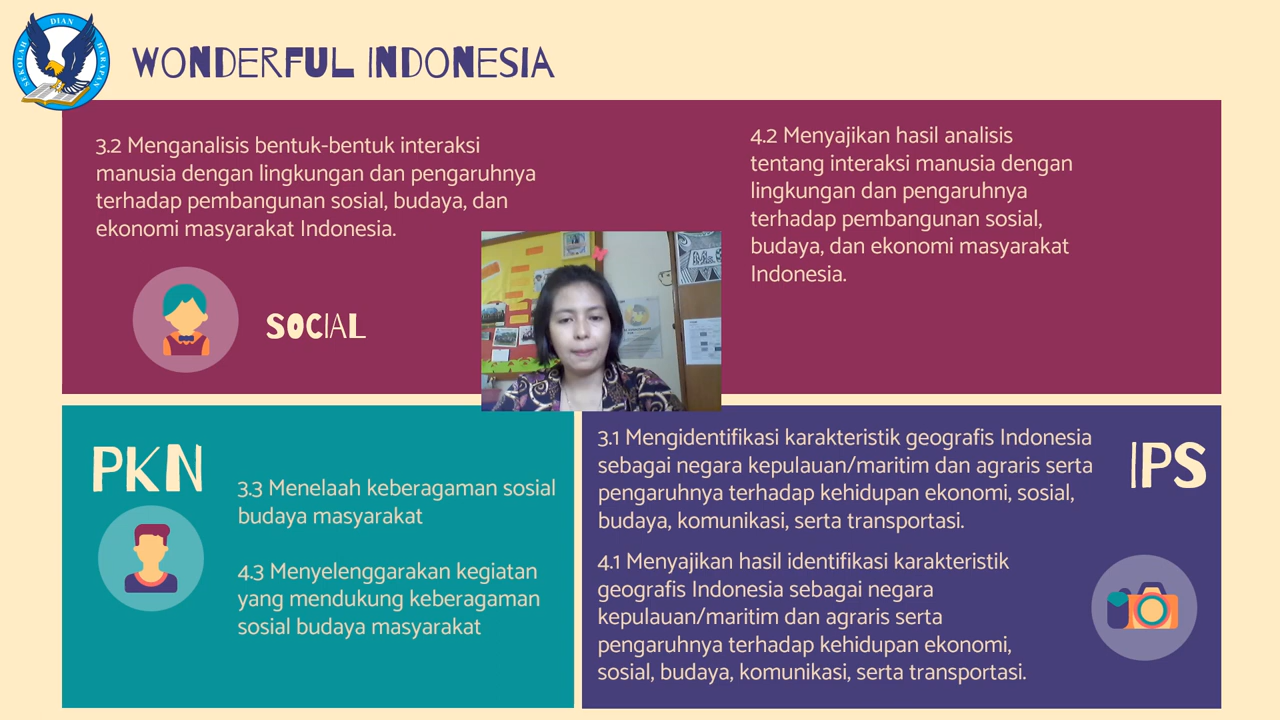 SEKOLAH DIAN HARAPAN
WONDERFUL INDONESIA
3.2 Menganalisis bentuk-bentuk interaksi
manusia dengan lingkungan dan pengaruhnya
terhadap pembangunan sosial, budaya, dan
ekonomi masyarakat Indonesia.
SOCIAL
4.2 Menyajikan hasil analisis
tentang interaksi manusia dengan
lingkungan dan pengaruhnya
terhadap pembangunan sosial,
budaya, dan ekonomi masyarakat
Indonesia.
PKN
3.3 Menelaah keberagaman sosial
budaya masyarakat
4.3 Menyelenggarakan kegiatan
yang mendukung keberagaman
sosial budaya masyarakat
IPS
3.1 Mengidentifikasi karakteristik geografis Indonesia
sebagai negara kepulauan/maritim dan agraris serta
pengaruhnya terhadap kehidupan ekonomi, sosial,
budaya, komunikasi, serta transportasi.
4.1 Menyajikan hasil identifikasi karakteristik
geografis Indonesia sebagai negara
kepulauan/maritim dan agraris serta
pengaruhnya terhadap kehidupan ekonomi,
sosial, budaya, komunikasi, serta transportasi.